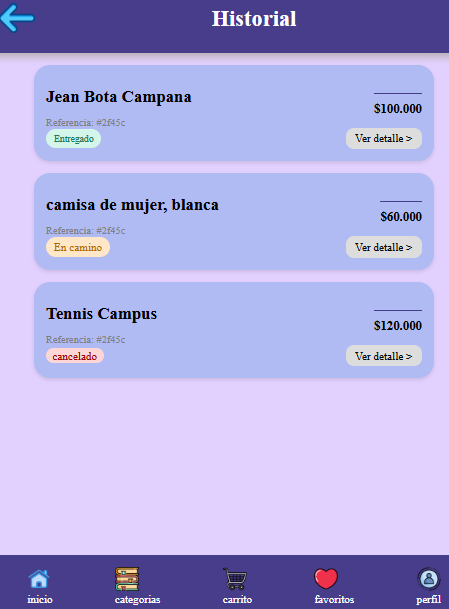 Historial
Jean Bota Campana
$100.000
Referencia: #2f45c
Entregado
Ver detalle >
camisa de mujer, blanca
$60.000
Referencia: #2f45c
En camino
Ver detalle >
Tennis Campus
$120.000
Referencia: #2f45c
cancelado
Ver detalle >
inicio categorias carrito favoritos perfil